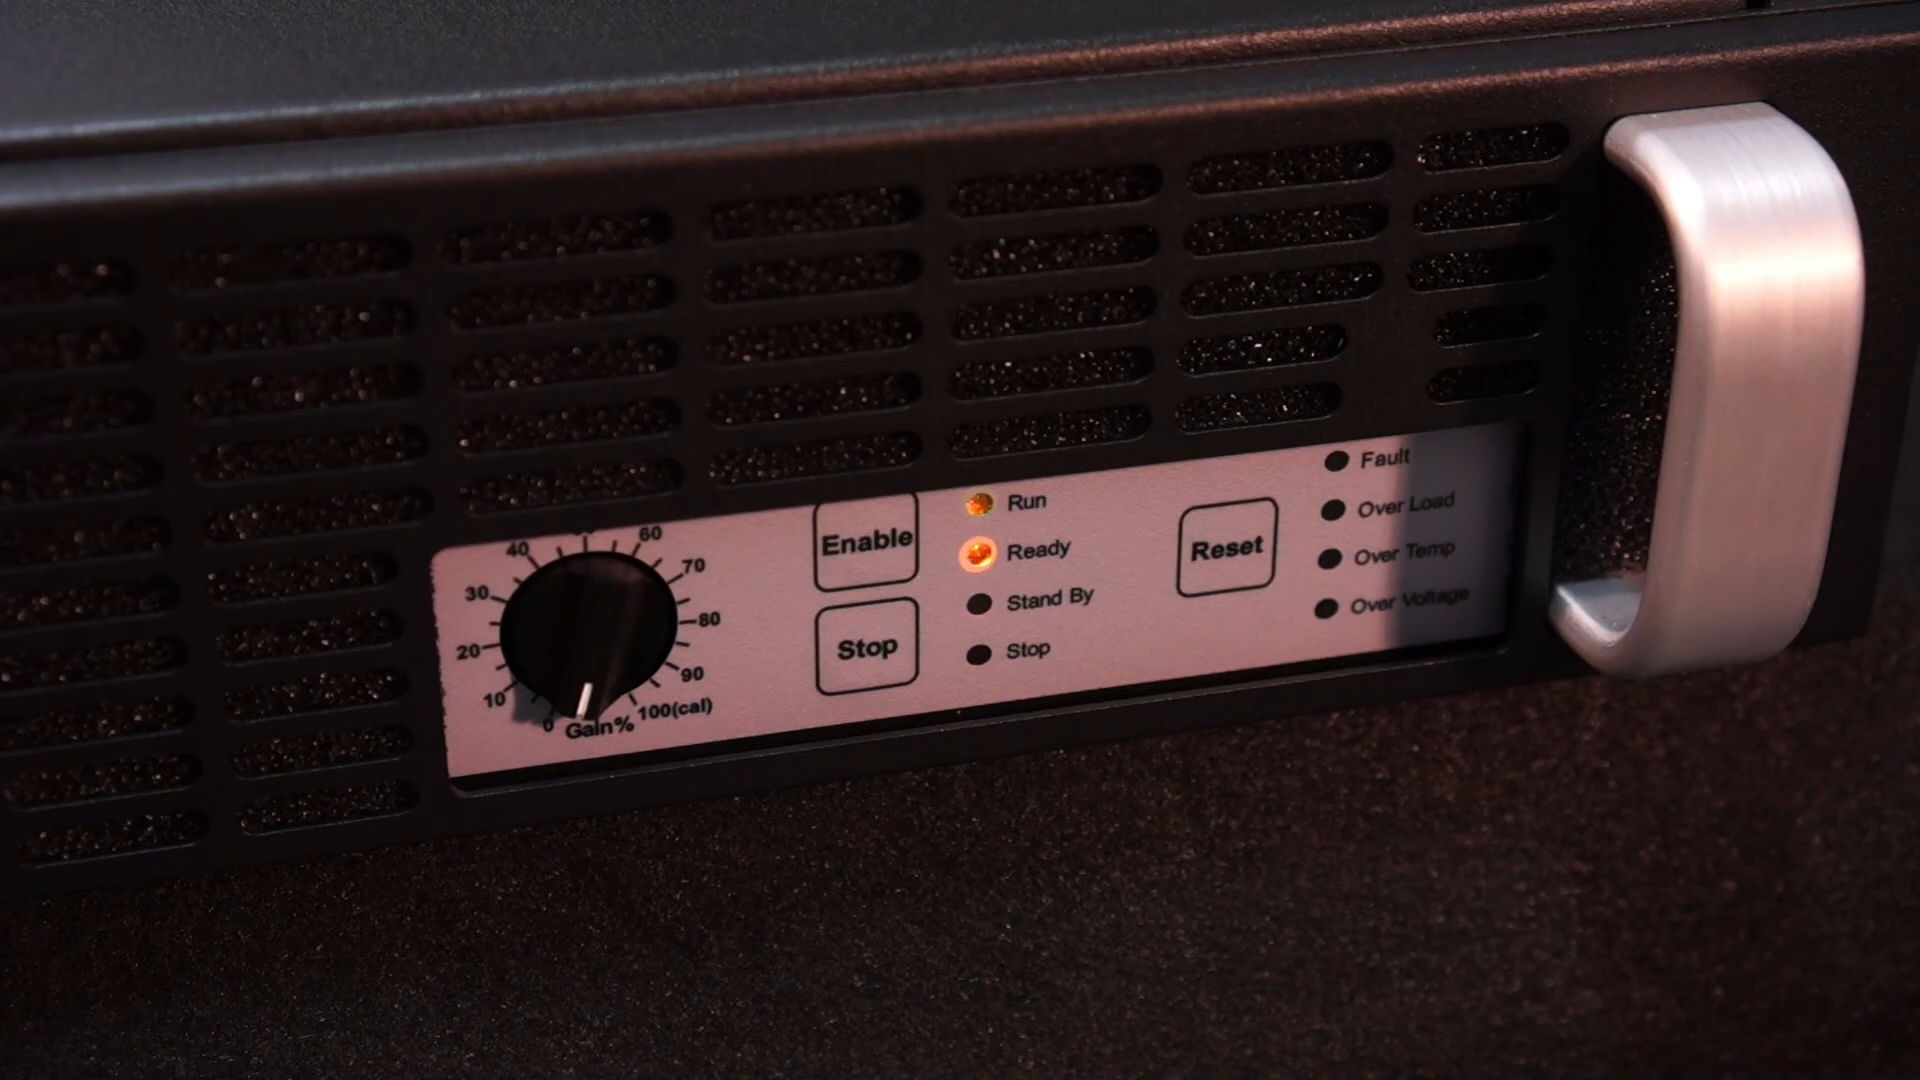 40
60
30
70
20
80
10
90
0
Gain%
100(cal)
Enable
Stop
Run
Ready
Stand By
Stop
Reset
Fault
Over Load
Over Temp
Over Voltage